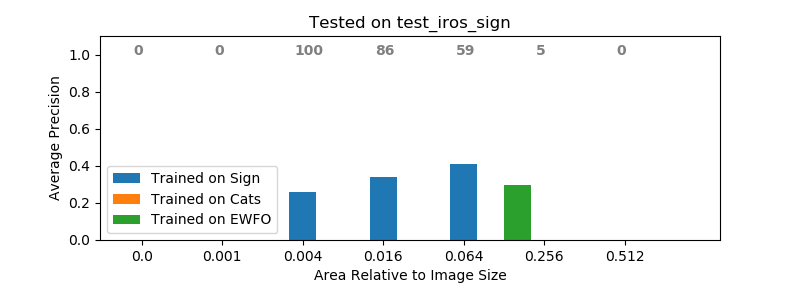 Tested on test_iros_sign
0 0 100 86 59 5 0
1.0
0.8
0.6
0.4
0.2
0.0
Average Precision
Trained on Sign
Trained on Cats
Trained on EWFO
0.0 0.001 0.004 0.016 0.064 0.256 0.512
Area Relative to Image Size